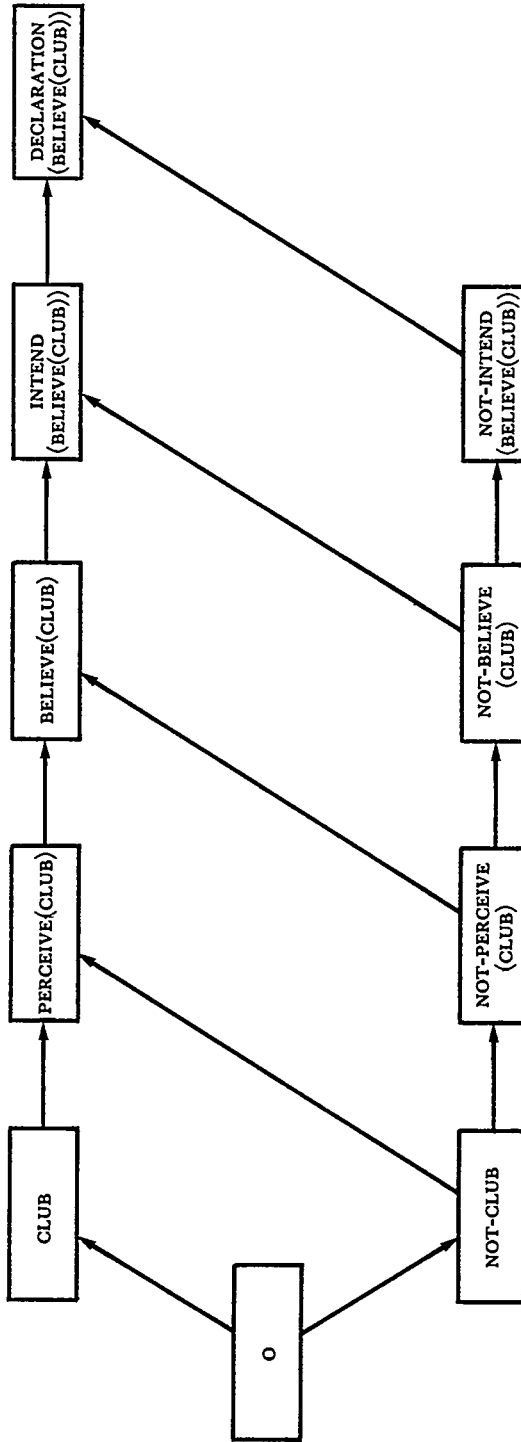 O
CLUB
PERCEIVE(CLUB)
BELIEVE(CLUB)
INTEND
(BELIEVE(CLUB))
DECLARATION
(BELIEVE(CLUB))
NOT-CLUB
NOT-PERCEIVE
(CLUB)
NOT-BELIEVE
(CLUB)
NOT-INTEND
(BELIEVE(CLUB))